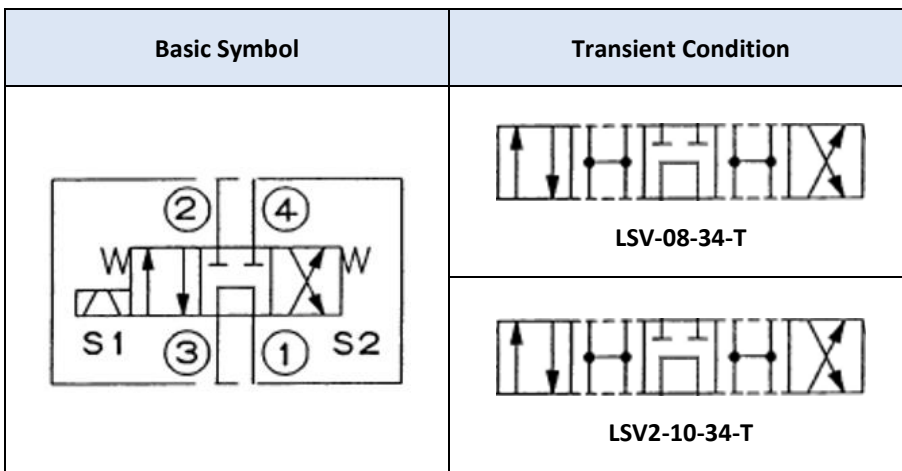 Basic Symbol
Transient Condition
② ④
S1 ③ ① S2
LSV-08-34-T
LSV2-10-34-T